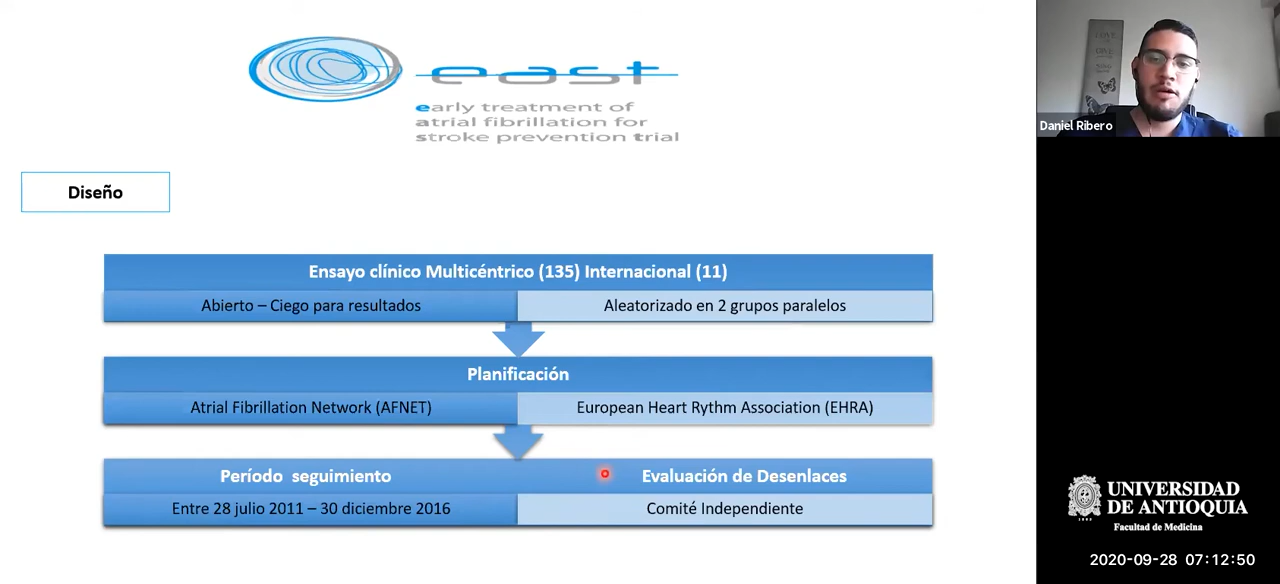 east
early treatment of
atrial fibrillation for
stroke prevention trial
Diseño
Ensayo clínico Multicéntrico (135) Internacional (11)
Abierto – Ciego para resultados
Aleatorizado en 2 grupos paralelos
Planificación
Atrial Fibrillation Network (AFNET)
European Heart Rythm Association (EHRA)
Período seguimiento
Evaluación de Desenlaces
Entre 28 julio 2011 – 30 diciembre 2016
Comité Independiente
Daniel Ribero
UNIVERSIDAD
DE ANTIOQUIA
Facultad de Medicina
2020-09-28 07:12:50